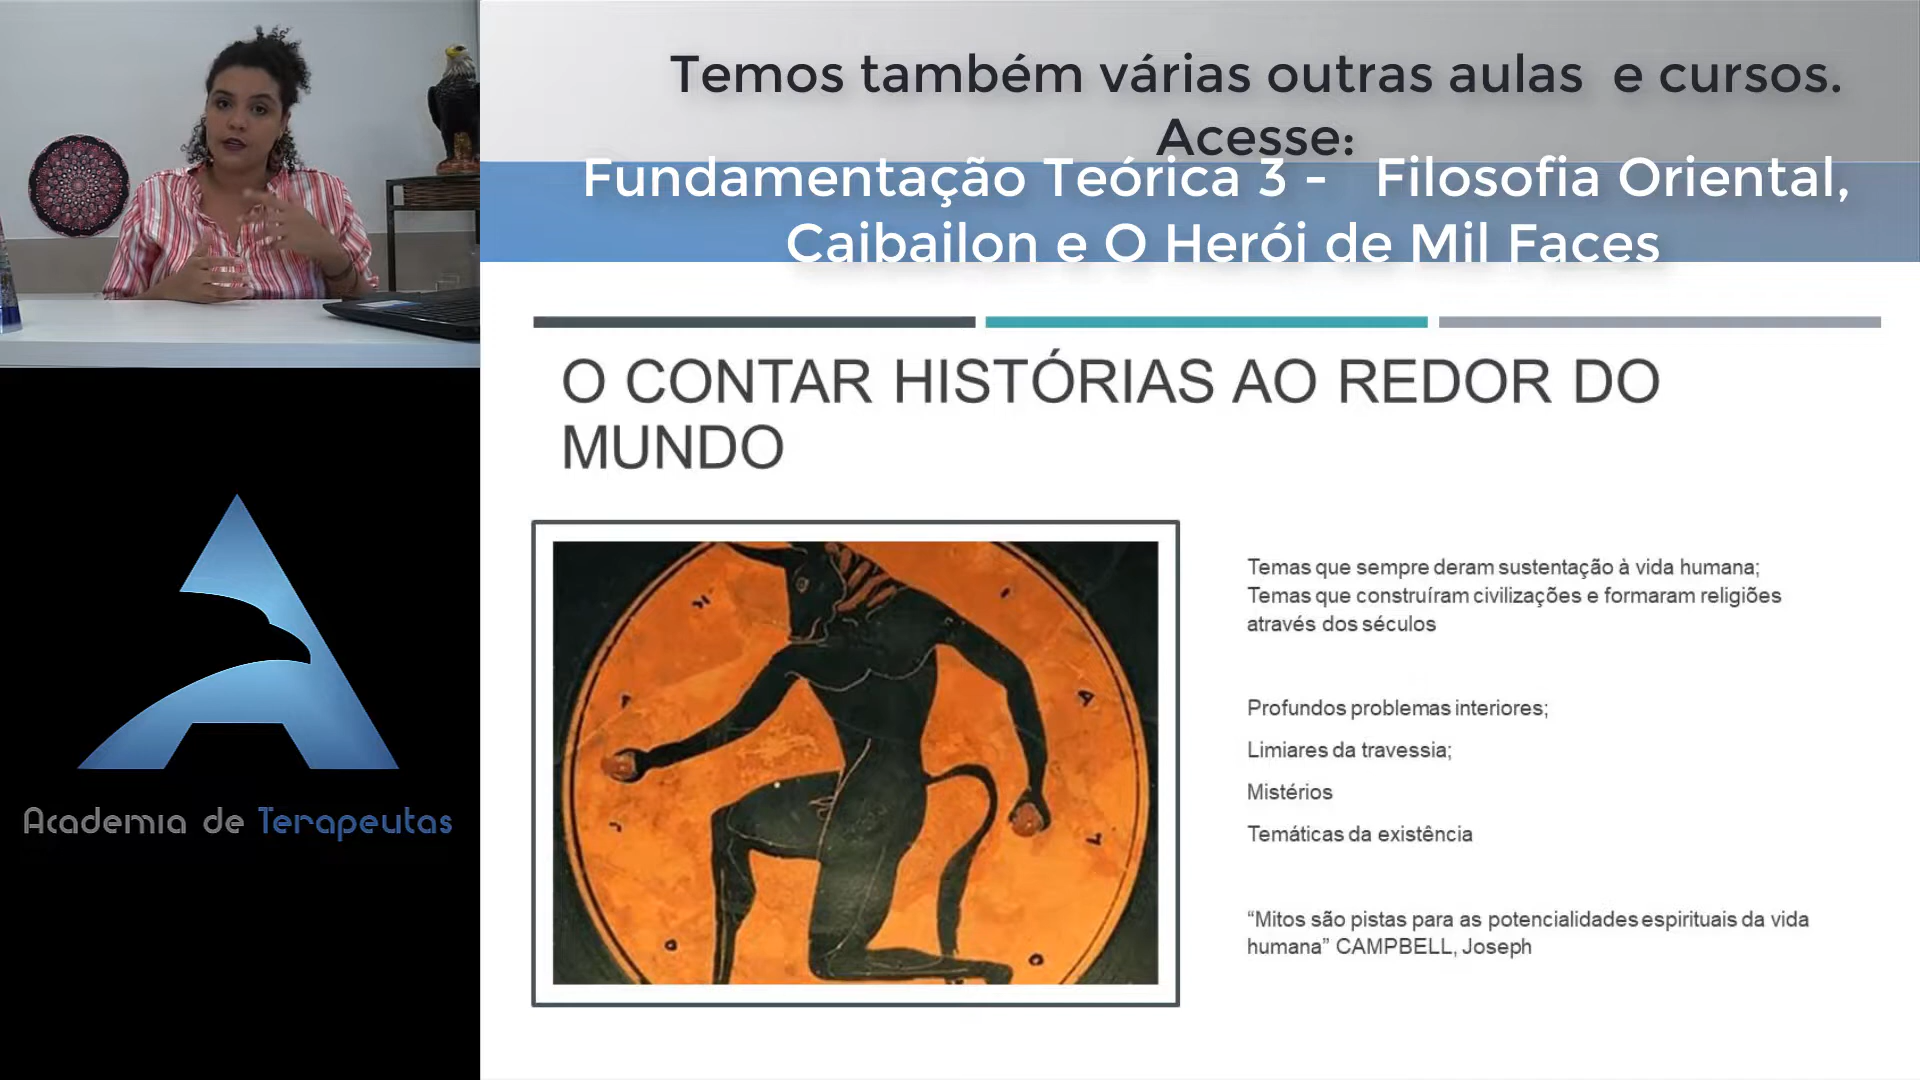 Temos também várias outras aulas e cursos.
Acesse:
Fundamentação Teórica 3 - Filosofia Oriental,
Caibailon e O Herói de Mil Faces
O CONTAR HISTÓRIAS AO REDOR DO
MUNDO
Temas que sempre deram sustentação à vida humana;
Temas que construíram civilizações e formaram religiões
através dos séculos
Profundos problemas interiores;
Limiares da travessia;
Mistérios
Temáticas da existência
“Mitos são pistas para as potencialidades espirituais da vida
humana” CAMPBELL, Joseph
Academia de Terapeutas